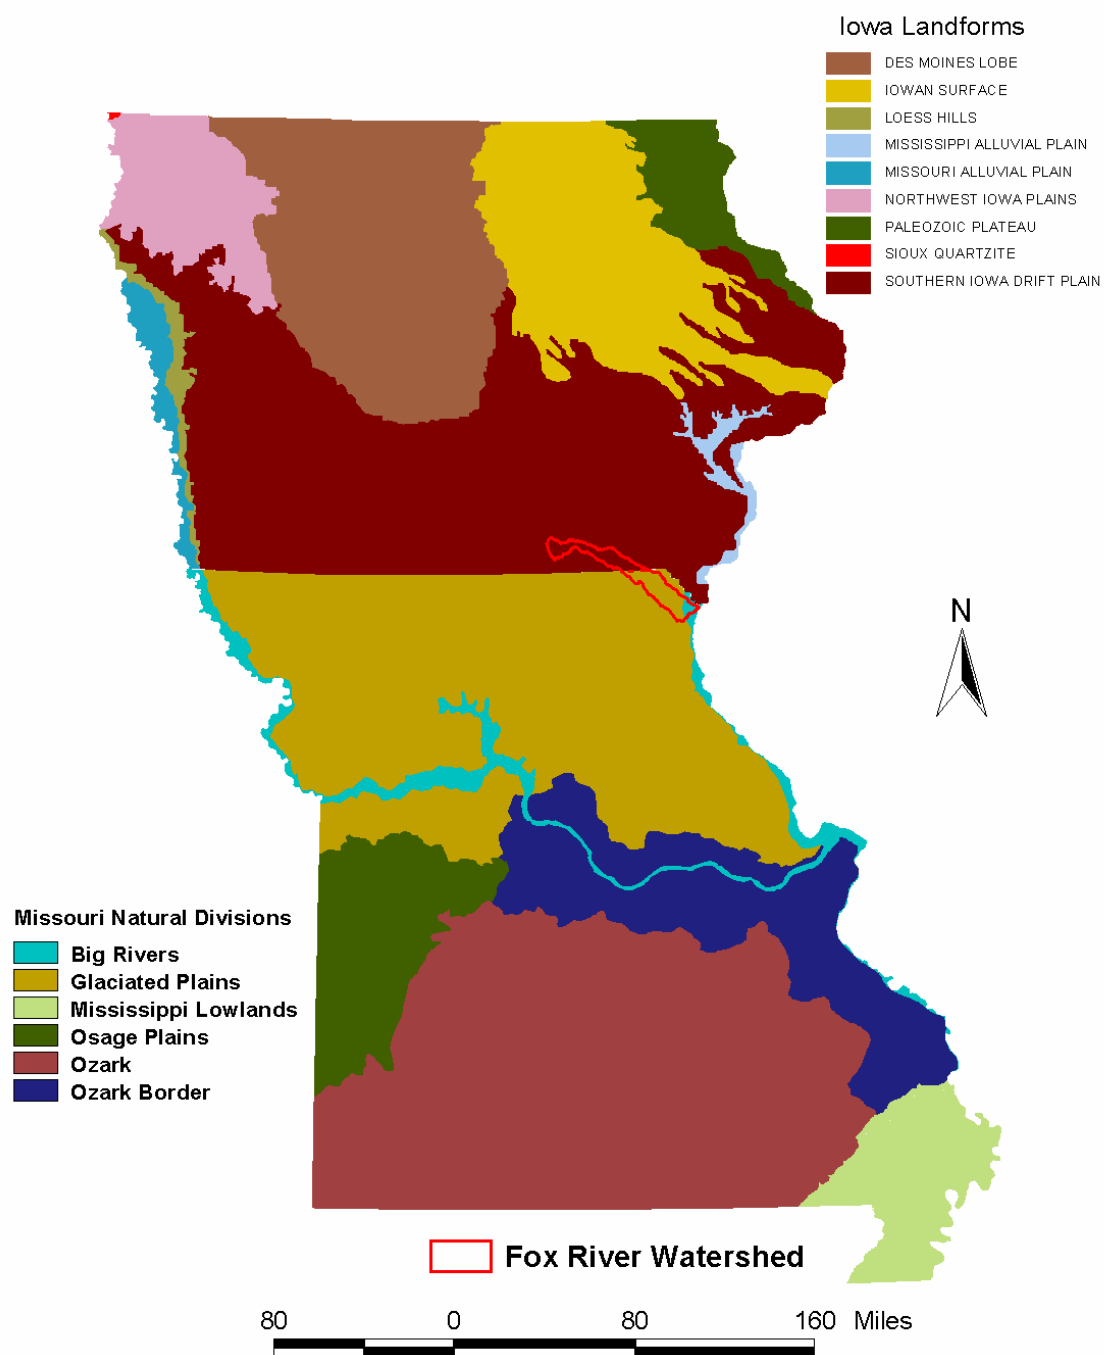 Iowa Landforms
DES MOINES LOBE
IOWAN SURFACE
LOESS HILLS
MISSISSIPPI ALLUVIAL PLAIN
MISSOURI ALLUVIAL PLAIN
NORTHWEST IOWA PLAINS
PALEOZOIC PLATEAU
SIOUX QUARTZITE
SOUTHERN IOWA DRIFT PLAIN
N
Missouri Natural Divisions
Big Rivers
Glaciated Plains
Mississippi Lowlands
Osage Plains
Ozark
Ozark Border
Fox River Watershed
80 0 80 160 Miles